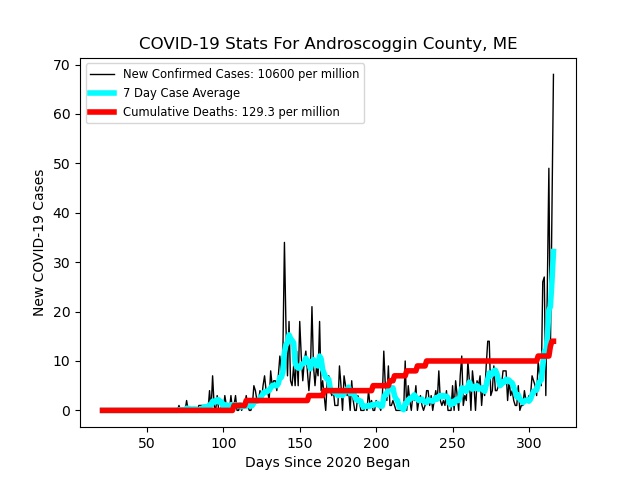 COVID-19 Stats For Androscoggin County, ME
New Confirmed Cases: 10600 per million
7 Day Case Average
Cumulative Deaths: 129.3 per million
70
60
50
40
30
20
10
0
New COVID-19 Cases
50 100 150 200 250 300
Days Since 2020 Began